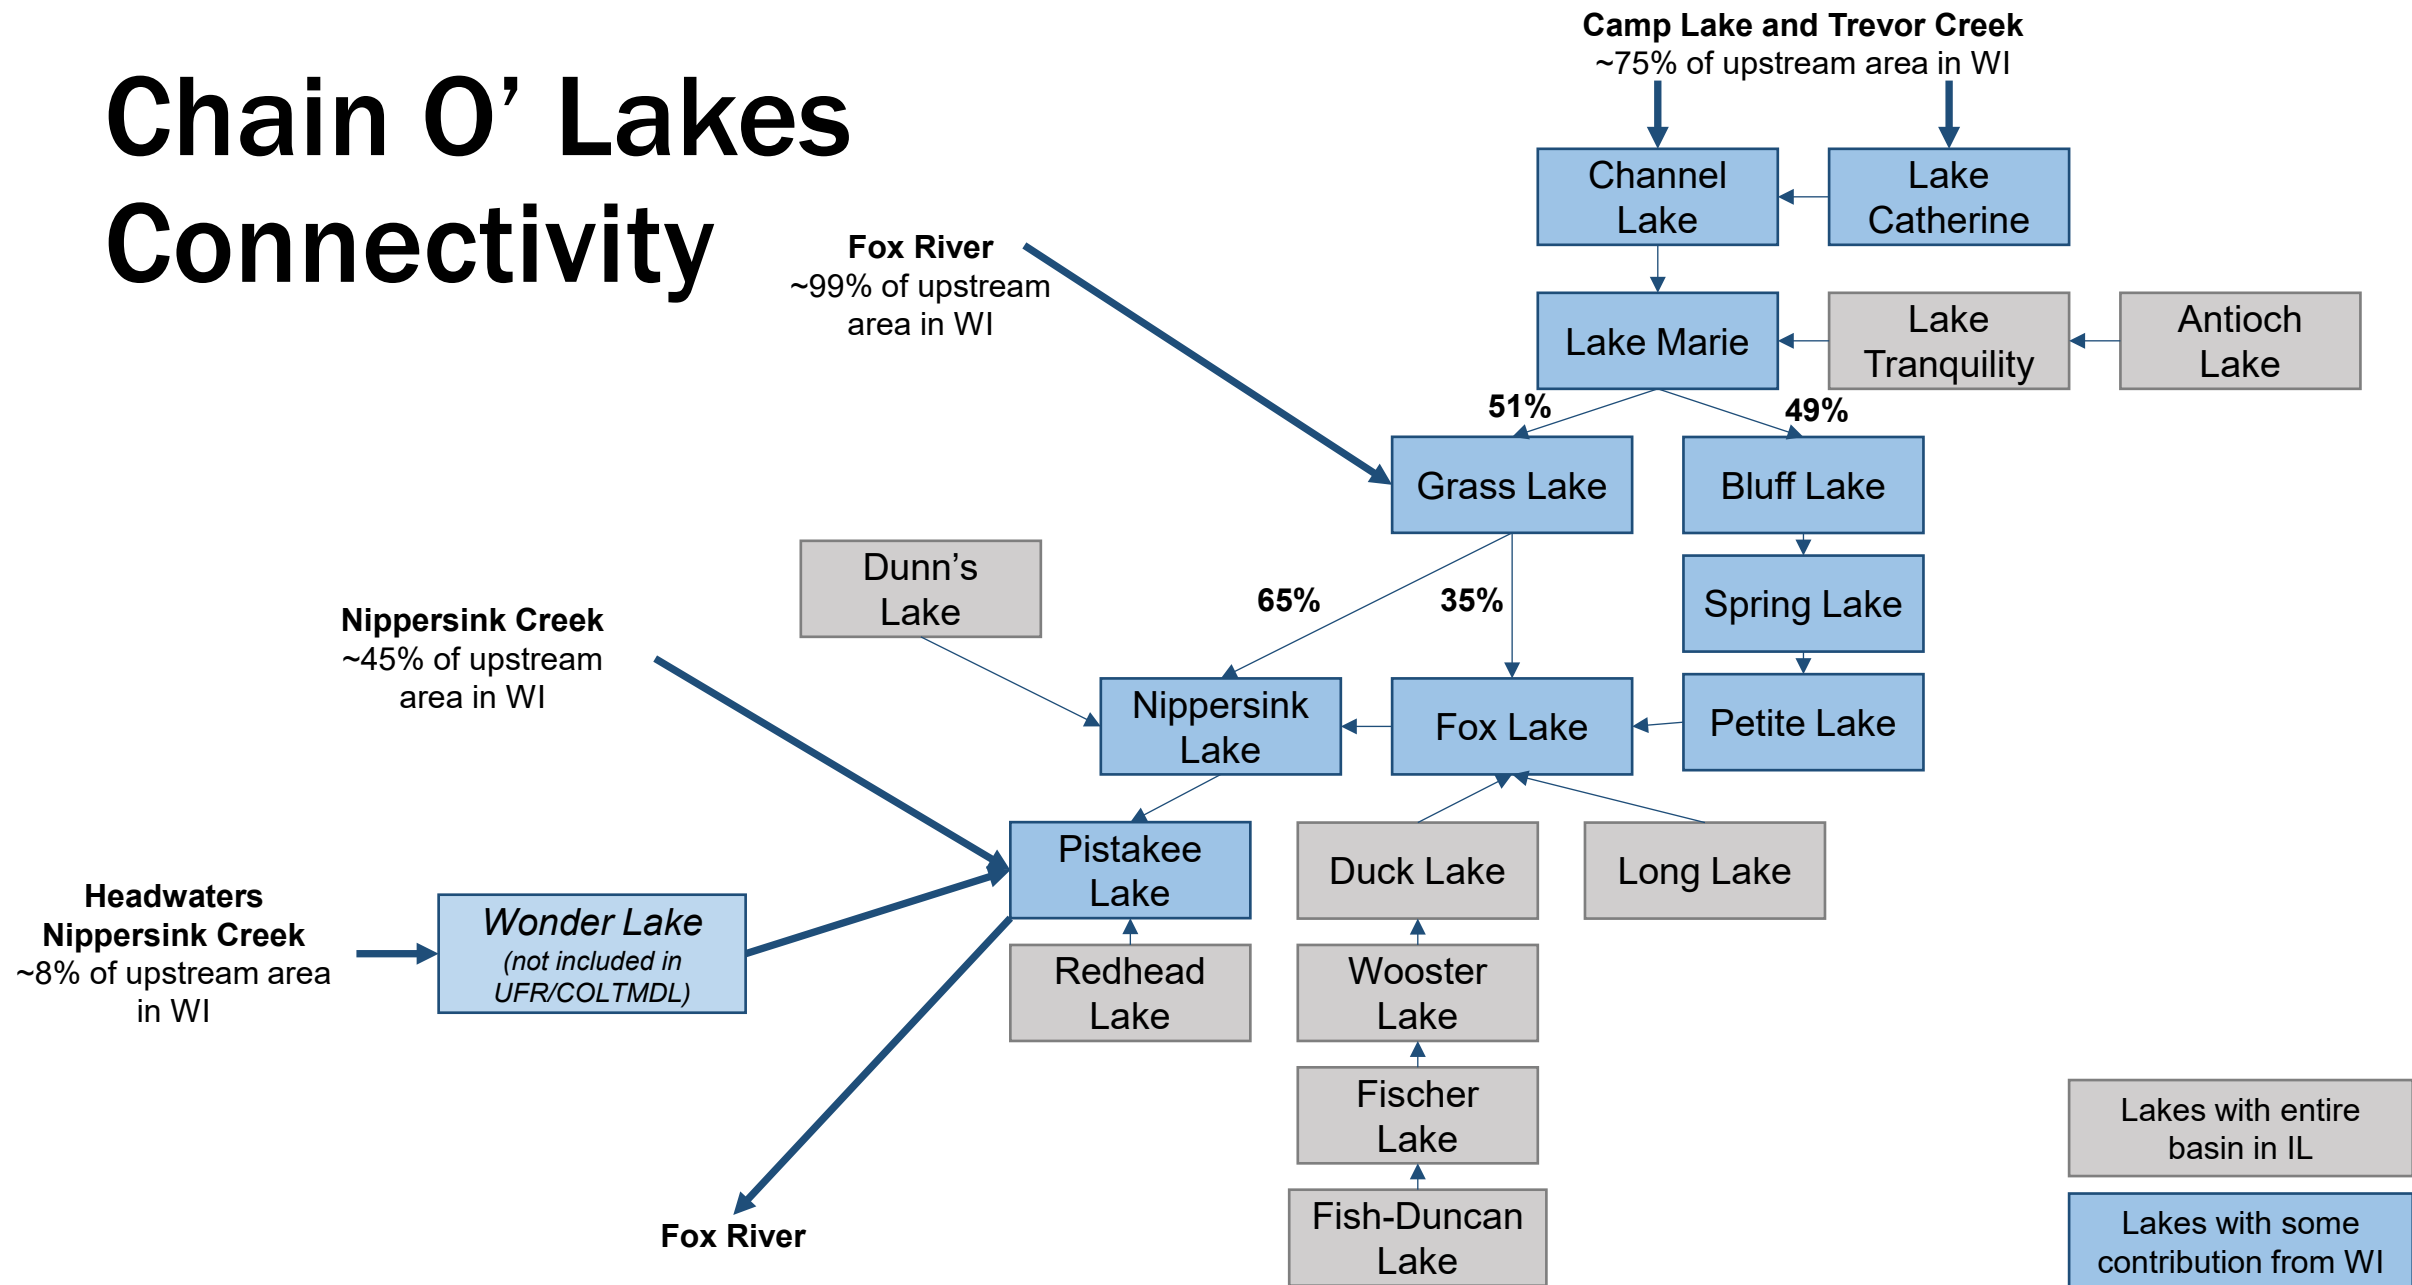 Chain O’ Lakes
Connectivity
Camp Lake and Trevor Creek
~75% of upstream area in WI
Channel
Lake
Lake
Catherine
Fox River
~99% of upstream
area in WI
Lake Marie
Lake
Tranquility
Antioch
Lake
51%
49%
Grass Lake
Bluff Lake
Dunn’s
Lake
65%
35%
Spring Lake
Nippersink Creek
~45% of upstream
area in WI
Nippersink
Lake
Fox Lake
Petite Lake
Pistakee
Lake
Duck Lake
Long Lake
Headwaters
Nippersink Creek
~8% of upstream area
in WI
Wonder Lake
(not included in
UFR/COLTMDL)
Redhead
Lake
Wooster
Lake
Fischer
Lake
Fish-Duncan
Lake
Fox River
Lakes with entire
basin in IL
Lakes with some
contribution from WI